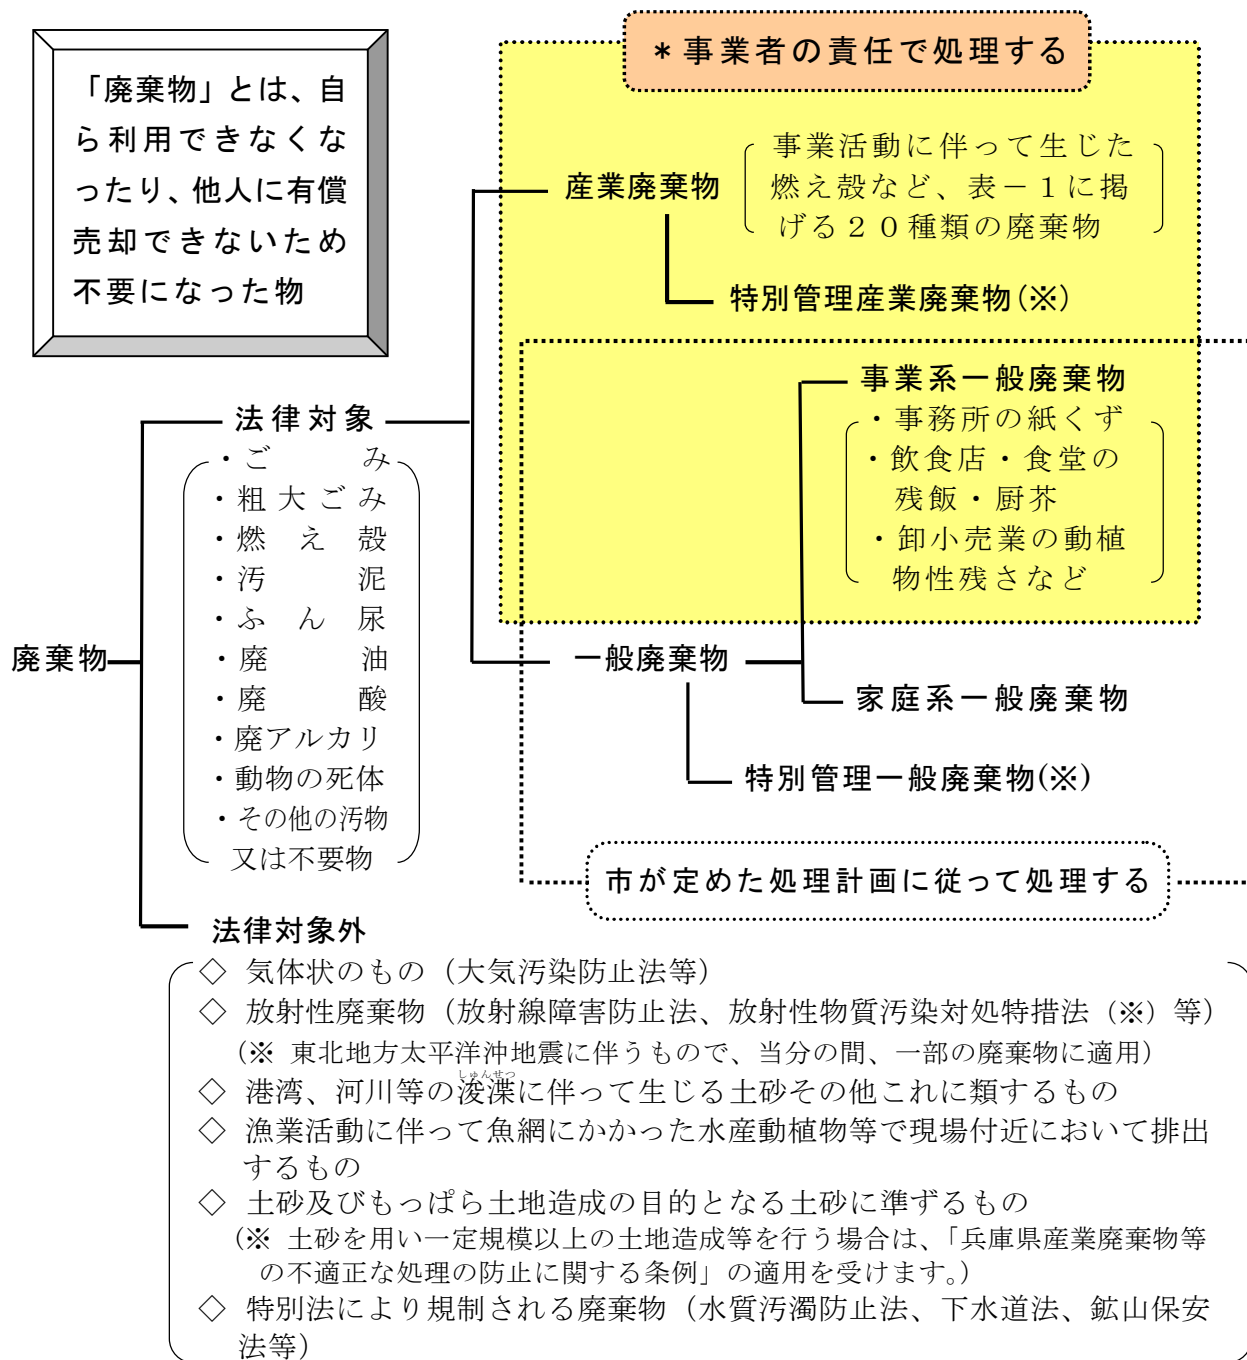 「廃棄物」とは、自
ら利用できなくな
ったり、他人に有償
売却できないため
不要になった物
＊事業者の責任で処理する
産業廃棄物
事業活動に伴って生じた
燃え殻など、表－１に掲
げる２０種類の廃棄物
特別管理産業廃棄物(※)
事業系一般廃棄物
・事務所の紙くず
・飲食店・食堂の
残飯・厨芥
・卸小売業の動植
物性残さなど
法律対象
・ごみ
・粗大ごみ
・燃え殻
・汚泥
・ふん尿
・廃油
・廃酸
・廃アルカリ
・動物の死体
・その他の汚物
又は不要物
廃棄物
一般廃棄物
家庭系一般廃棄物
特別管理一般廃棄物(※)
市が定めた処理計画に従って処理する
法律対象外
◇ 気体状のもの（大気汚染防止法等）
◇ 放射性廃棄物（放射線障害防止法、放射性物質汚染対処特措法（※）等）
(※ 東北地方太平洋沖地震に伴うもので、当分の間、一部の廃棄物に適用)
しゅんせつ
◇ 港湾、河川等の浚渫に伴って生じる土砂その他これに類するもの
◇ 漁業活動に伴って魚網にかかった水産動植物等で現場付近において排出
するもの
◇ 土砂及びもっぱら土地造成の目的となる土砂に準ずるもの
(※ 土砂を用い一定規模以上の土地造成等を行う場合は、「兵庫県産業廃棄物等
の不適正な処理の防止に関する条例」の適用を受けます。)
◇ 特別法により規制される廃棄物（水質汚濁防止法、下水道法、鉱山保安
法等）